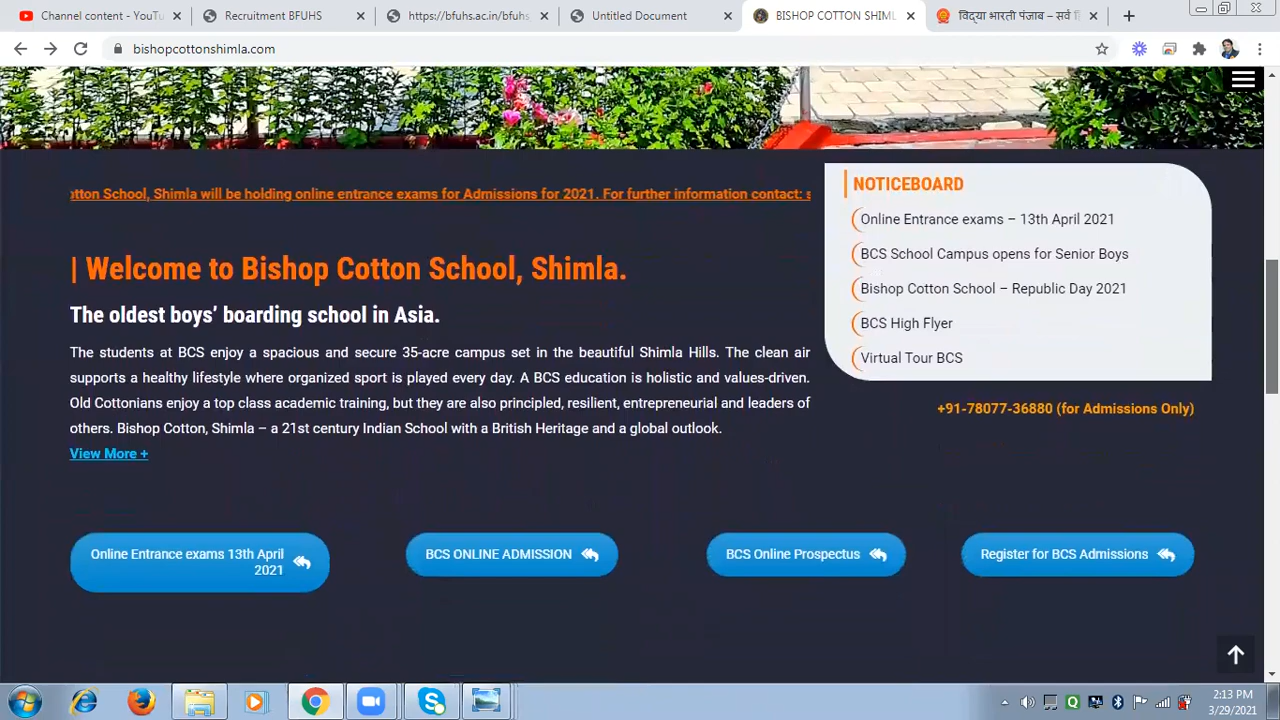 Channel content - YouTu
Recruitment BFUHS
https://bfuhs.ac.in/bfuhs
Untitled Document
BISHOP COTTON SHIML
विद्या भारती पंजाब – सर्व
bishopcottonshimla.com
otton School, Shimla will be holding online entrance exams for Admissions for 2021. For further information contact: s
| Welcome to Bishop Cotton School, Shimla.
The oldest boys’ boarding school in Asia.
The students at BCS enjoy a spacious and secure 35-acre campus set in the beautiful Shimla Hills. The clean air
supports a healthy lifestyle where organized sport is played every day. A BCS education is holistic and values-driven.
Old Cottonians enjoy a top class academic training, but they are also principled, resilient, entrepreneurial and leaders of
others. Bishop Cotton, Shimla – a 21st century Indian School with a British Heritage and a global outlook.
View More +
NOTICEBOARD
Online Entrance exams – 13th April 2021
BCS School Campus opens for Senior Boys
Bishop Cotton School – Republic Day 2021
BCS High Flyer
Virtual Tour BCS
+91-78077-36880 (for Admissions Only)
Online Entrance exams 13th April
2021
BCS ONLINE ADMISSION
BCS Online Prospectus
Register for BCS Admissions
2:13 PM
3/29/2021